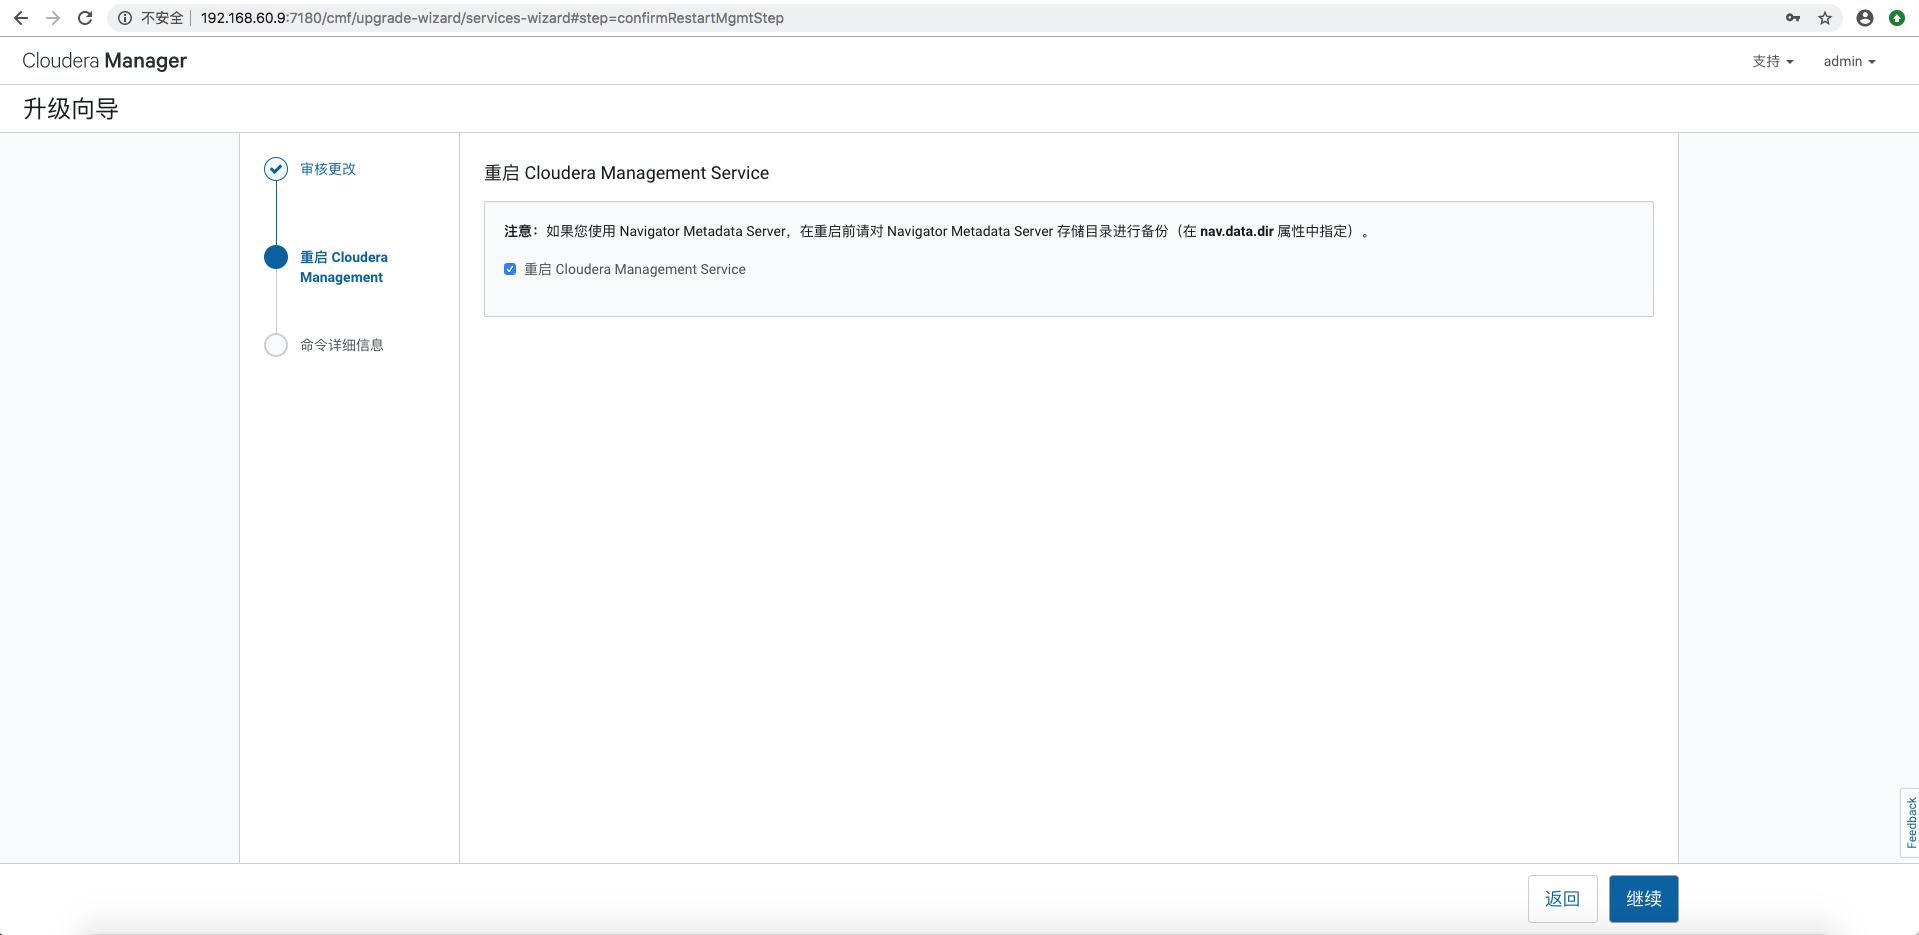 不安全 192.168.60.9:7180/cmf/upgrade-wizard/services-wizard#step=confirmRestartMgmtStep
Cloudera Manager
支持 admin
升级向导
审核更改
重启 Cloudera
Management
命令详细信息
重启 Cloudera Management Service
注意：如果您使用 Navigator Metadata Server，在重启前请对 Navigator Metadata Server 存储目录进行备份（在 nav.data.dir 属性中指定）。
重启 Cloudera Management Service
Feedback
返回 继续